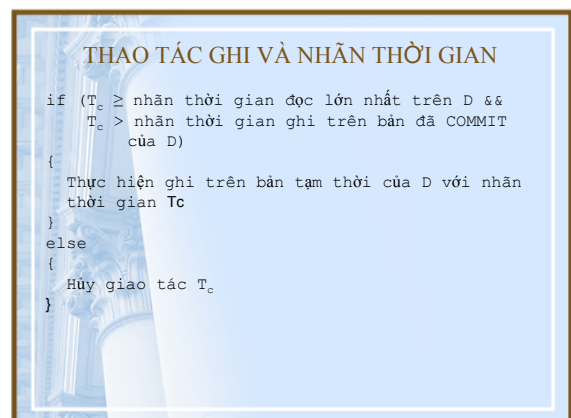 THAO TÁC GHI VÀ NHÃN THỜI GIAN
if (Tc ≥ nhãn thời gian đọc lớn nhất trên D &&
Tc > nhãn thời gian ghi trên bản đã COMMIT
của D)
{
Thực hiện ghi trên bản tạm thời của D với nhãn
thời gian Tc
}
else
{
Hủy giao tác Tc
}